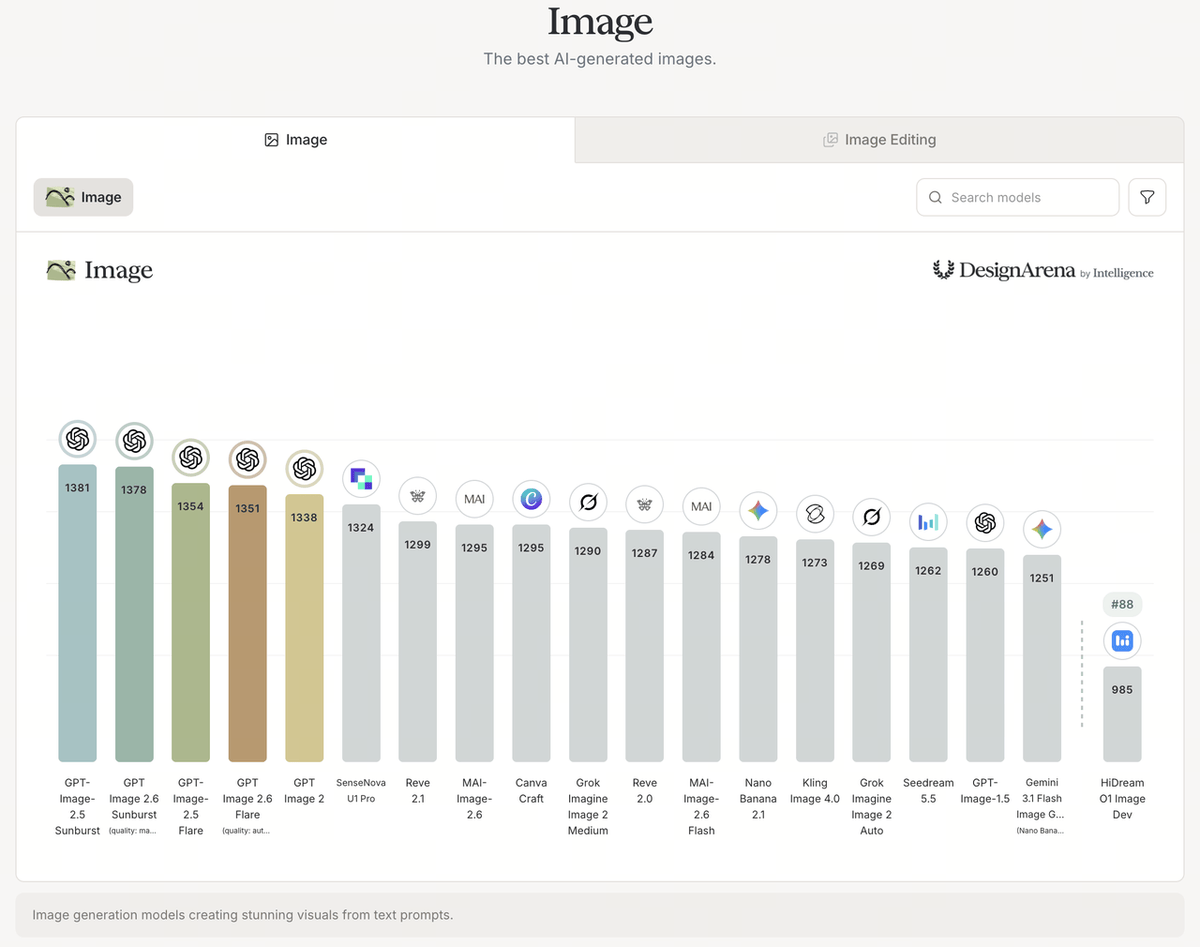 Image
The best AI-generated images.
Image
Image Editing
Image
Search models
Image
DesignArena by Intelligence
1381
1378
1354
1351
1338
1324
1299
MAI
1295
C
1295
1290
1287
MAI
1284
1278
1273
1269
1262
1260
1251
#88
985
GPT-
Image-
2.5
Sunburst
GPT
Image 2.6
Sunburst
(quality: ma...
GPT-
Image-
2.5
Flare
GPT
Image 2.6
Flare
(quality: aut...
GPT
Image 2
SenseNova
U1 Pro
Reve
2.1
MAI-
Image-
2.6
Canva
Craft
Grok
Imagine
Image 2
Medium
Reve
2.0
MAI-
Image-
2.6
Flash
Nano
Banana
2.1
Kling
Image 4.0
Grok
Imagine
Image 2
Auto
Seedream
5.5
GPT-
Image-1.5
Gemini
3.1 Flash
Image G...
(Nano Bana...
HiDream
O1 Image
Dev
Image generation models creating stunning visuals from text prompts.